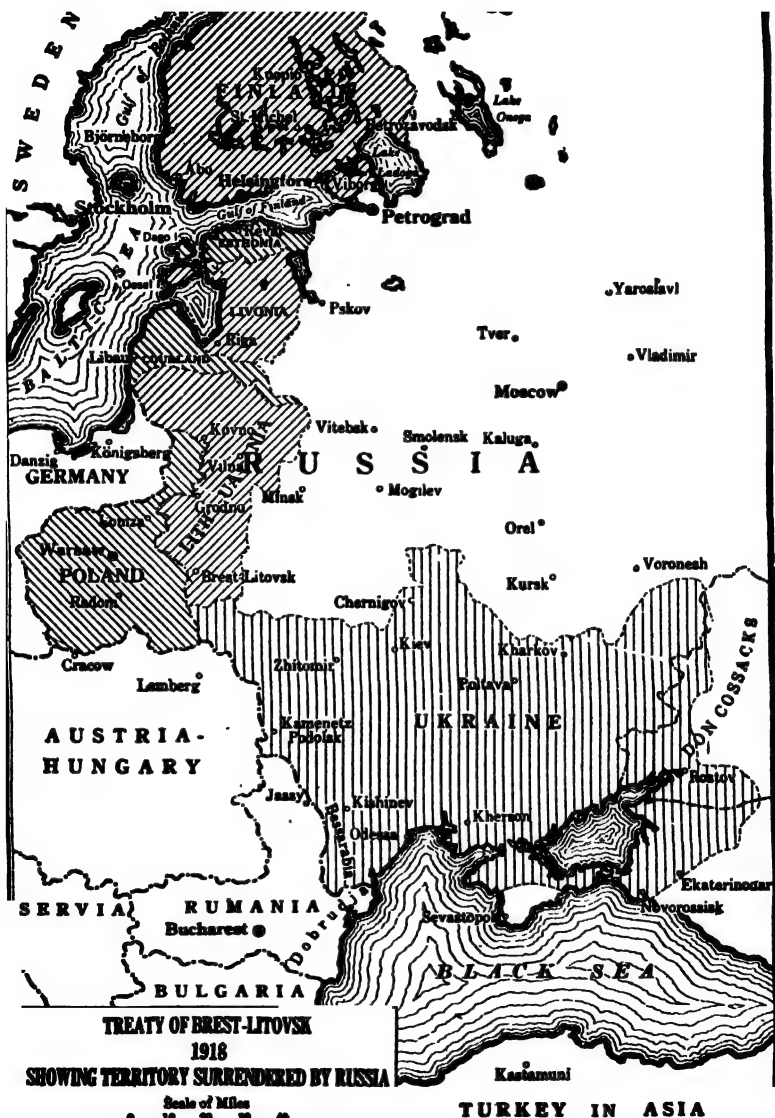 SWEDEN
Gulf of
Kuopio
FINLAND
St. Michel
Björneborg
Petrozavodsk
Lake Onega
Lake Ladoga
Åbo
Helsingfors
Viborg
Stockholm
Gulf of Finland
Petrograd
Dago I.
Reval
ESTHONIA
Oesel I.
BALTIC SEA
LIVONIA
Pskov
Yaroslavl
Riga
Tver
Libau
COURLAND
Vladimir
Moscow
Kovno
Vitebsk
Smolensk
Kaluga
Danzig
Königsberg
GERMANY
Vilna
RUSSIA
LITHUANIA
Minsk
Mogilev
Grodno
Lomza
Orel
Warsaw
POLAND
Brest-Litovsk
Voronesh
Kursk
Radom
Chernigov
Kiev
Kharkov
Cracow
Zhitomir
Lemberg
Poltava
DON COSSACKS
AUSTRIA-
HUNGARY
Kamenetz
Podolsk
UKRAINE
Rostov
Jassy
Kishinev
Bessarabia
Kherson
Odessa
Ekaterinodar
SERVIA
RUMANIA
Bucharest
Dobrudja
Sevastopol
Novorossisk
BLACK SEA
BULGARIA
TREATY OF BREST-LITOVSK
1918
SHOWING TERRITORY SURRENDERED BY RUSSIA
Scale of Miles
Kastamuni
TURKEY IN ASIA